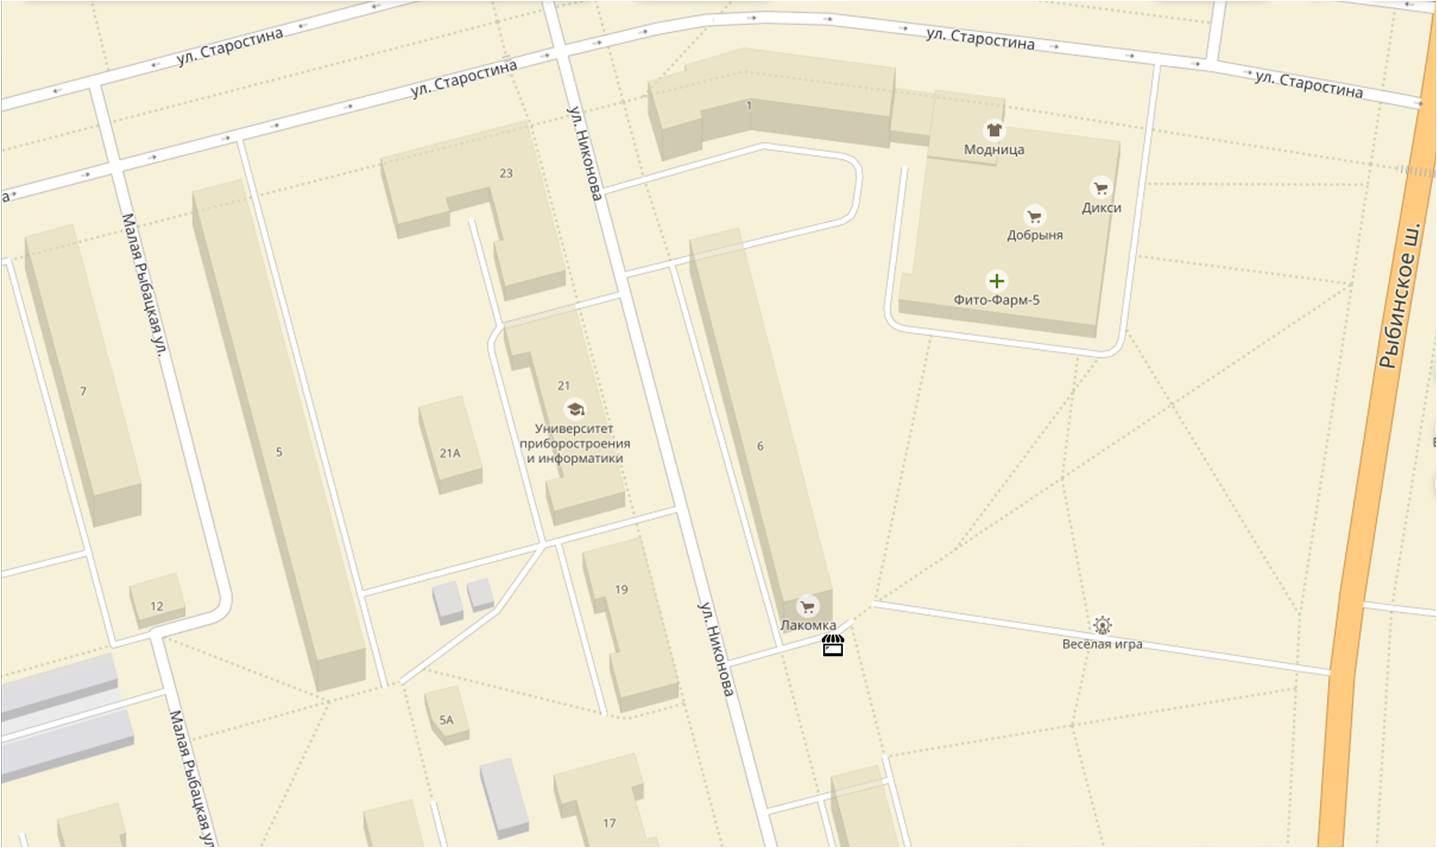 ул. Старостина
ул. Старостина
ул. Старостина
ул. Старостина
а
1
ул. Никонова
23
Модница
Дикси
Добрыня
Фито-Фарм-5
Рыбинское ш.
Малая Рыбацкая ул.
7
5
21
Университет
приборостроения
и информатики
21А
6
12
19
Лакомка
Весёлая игра
ул. Никонова
5А
Малая Рыбацкая ул
17